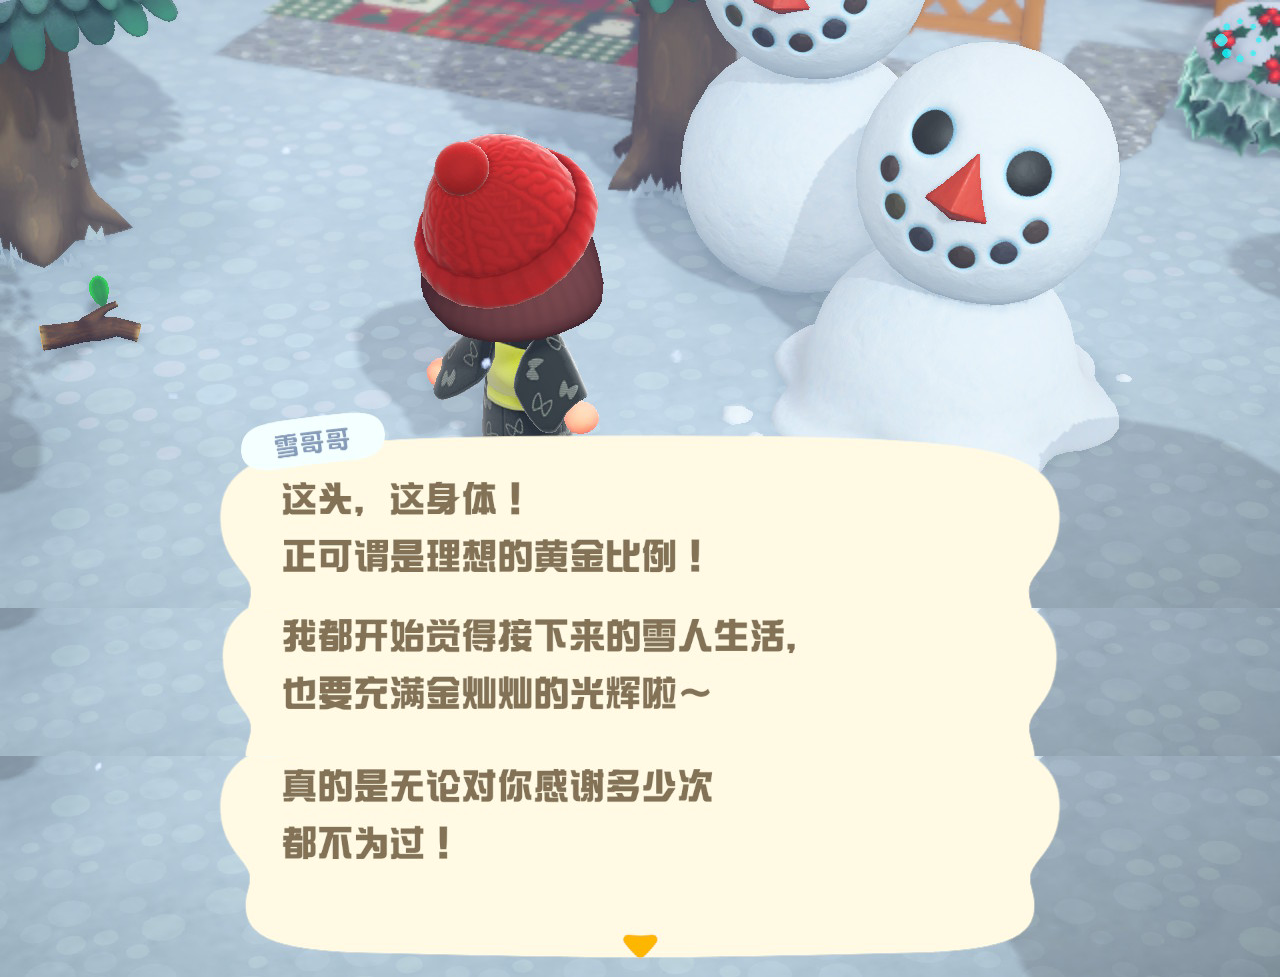 雪哥哥
这头，这身体！
正可谓是理想的黄金比例！
我都开始觉得接下来的雪人生活，
也要充满金灿灿的光辉啦～
真的是无论对你感谢多少次
都不为过！